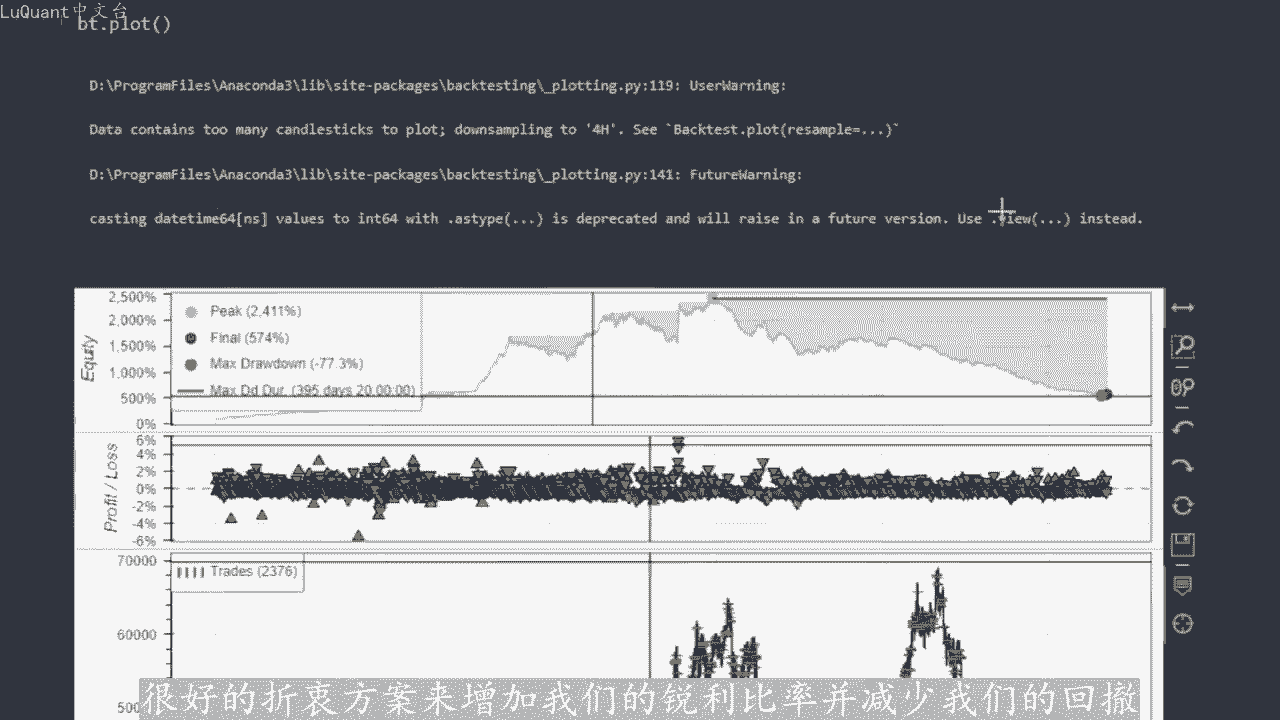 LuQuant中文台
bt.plot()
D:\ProgramFiles\Anaconda3\lib\site-packages\backtesting\_plotting.py:119: UserWarning:
Data contains too many candlesticks to plot; downsampling to '4H'. See `Backtest.plot(resample=...)`
D:\ProgramFiles\Anaconda3\lib\site-packages\backtesting\_plotting.py:141: FutureWarning:
casting datetime64[ns] values to int64 with .astype(...) is deprecated and will raise in a future version. Use .view(...) instead.
Equity
2,500%
2,000%
1,500%
1,000%
500%
0%
Peak (2,411%)
Final (574%)
Max Drawdown (-77.3%)
Max Dd Dur. (395 days 20:00:00)
Profit / Loss
6%
4%
2%
0%
-2%
-4%
-6%
70000
60000
500
Trades (2376)
很好的折衷方案来增加我们的锐利比率并减少我们的回撤